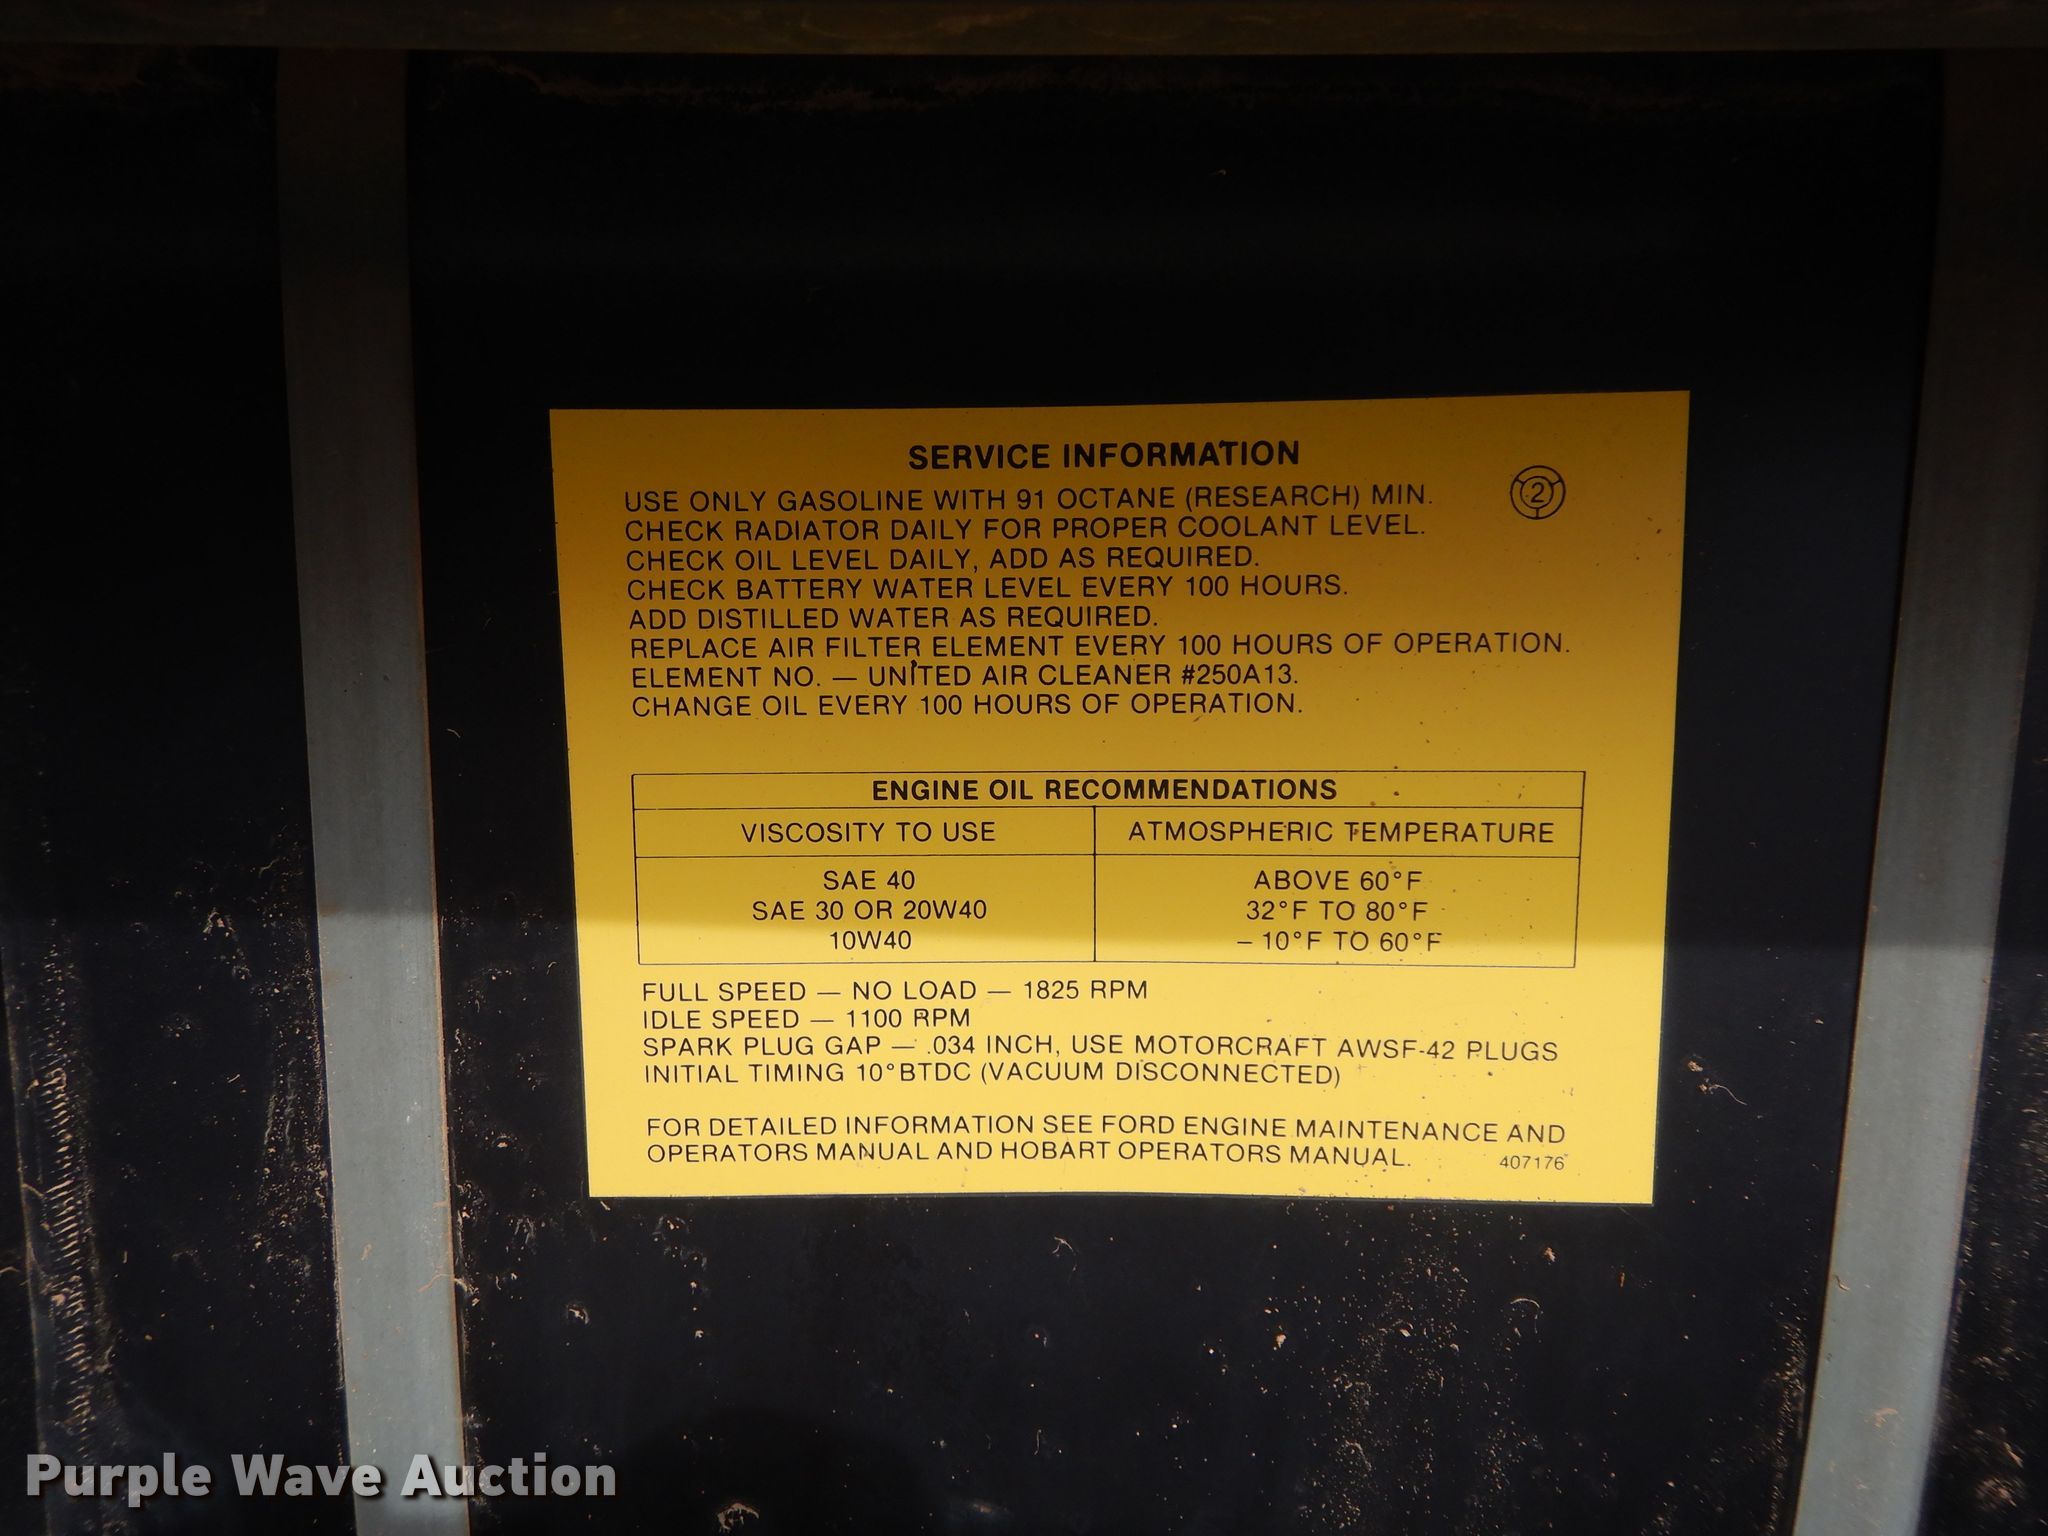 SERVICE INFORMATION
2
USE ONLY GASOLINE WITH 91 OCTANE (RESEARCH) MIN.
CHECK RADIATOR DAILY FOR PROPER COOLANT LEVEL.
CHECK OIL LEVEL DAILY, ADD AS REQUIRED.
CHECK BATTERY WATER LEVEL EVERY 100 HOURS.
ADD DISTILLED WATER AS REQUIRED.
REPLACE AIR FILTER ELEMENT EVERY 100 HOURS OF OPERATION.
ELEMENT NO. — UNITED AIR CLEANER #250A13.
CHANGE OIL EVERY 100 HOURS OF OPERATION.
ENGINE OIL RECOMMENDATIONS
VISCOSITY TO USE ATMOSPHERIC TEMPERATURE
SAE 40 ABOVE 60°F
SAE 30 OR 20W40 32°F TO 80°F
10W40 – 10°F TO 60°F
FULL SPEED — NO LOAD — 1825 RPM
IDLE SPEED — 1100 RPM
SPARK PLUG GAP — .034 INCH, USE MOTORCRAFT AWSF-42 PLUGS
INITIAL TIMING 10°BTDC (VACUUM DISCONNECTED)
FOR DETAILED INFORMATION SEE FORD ENGINE MAINTENANCE AND
OPERATORS MANUAL AND HOBART OPERATORS MANUAL. 407176
Purple Wave Auction